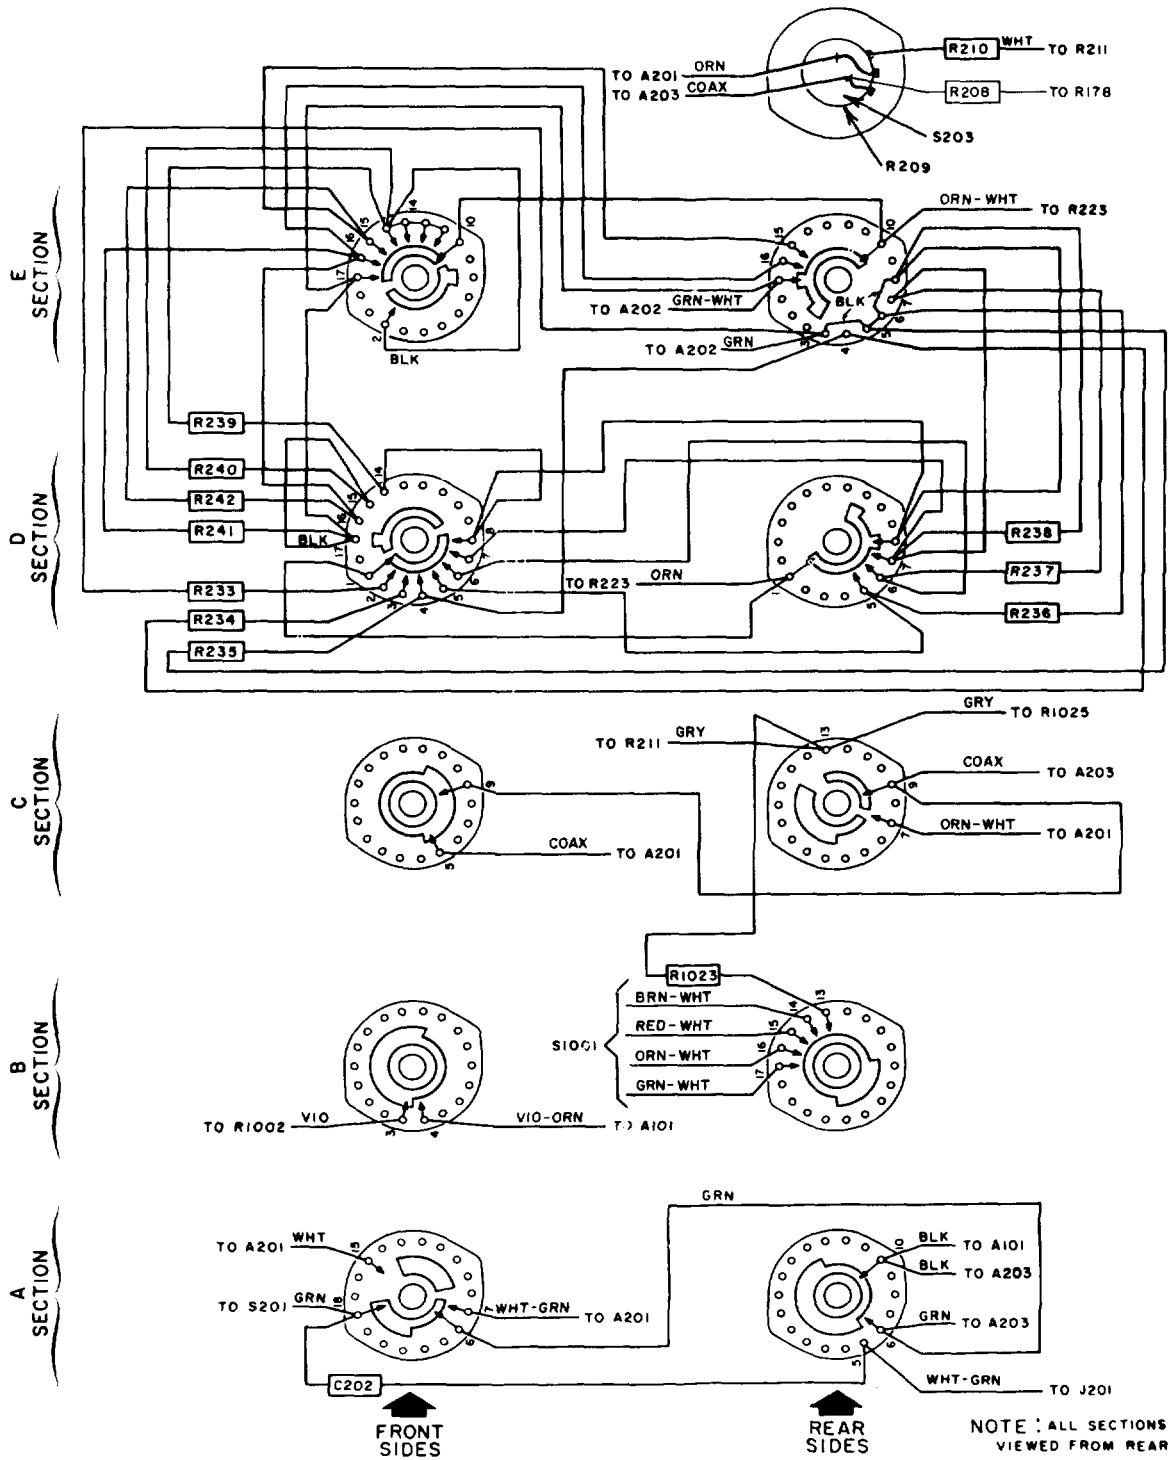 R210 WHT TO R211
TO A201 ORN
TO A203 COAX
R208 TO R178
S203
R209
E
SECTION
15 14 10
16
17
2
BLK
ORN-WHT TO R223
10
15
16
TO A202 GRN-WHT
BLK
7
6
5
TO A202 GRN
3
4
D
SECTION
R239
R240
R242
R241
R233
R234
R235
14
15
16
17
BLK
8
7
6
5
2
3
4
TO R223 ORN
1
7
6
5
R238
R237
R236
C
SECTION
9
COAX TO A201
5
TO R211 GRY
13
GRY TO R1025
COAX TO A203
9
ORN-WHT TO A201
7
B
SECTION
TO R1002 VIO
3
4
VIO-ORN TO A101
R1023
S1001
BRN-WHT
RED-WHT
ORN-WHT
GRN-WHT
13
14
15
16
17
A
SECTION
TO A201 WHT
15
TO S201 GRN
18
7
WHT-GRN TO A201
6
C202
GRN
10
BLK TO A101
BLK TO A203
GRN TO A203
6
5
WHT-GRN TO J201
FRONT
SIDES
REAR
SIDES
NOTE: ALL SECTIONS
VIEWED FROM REAR